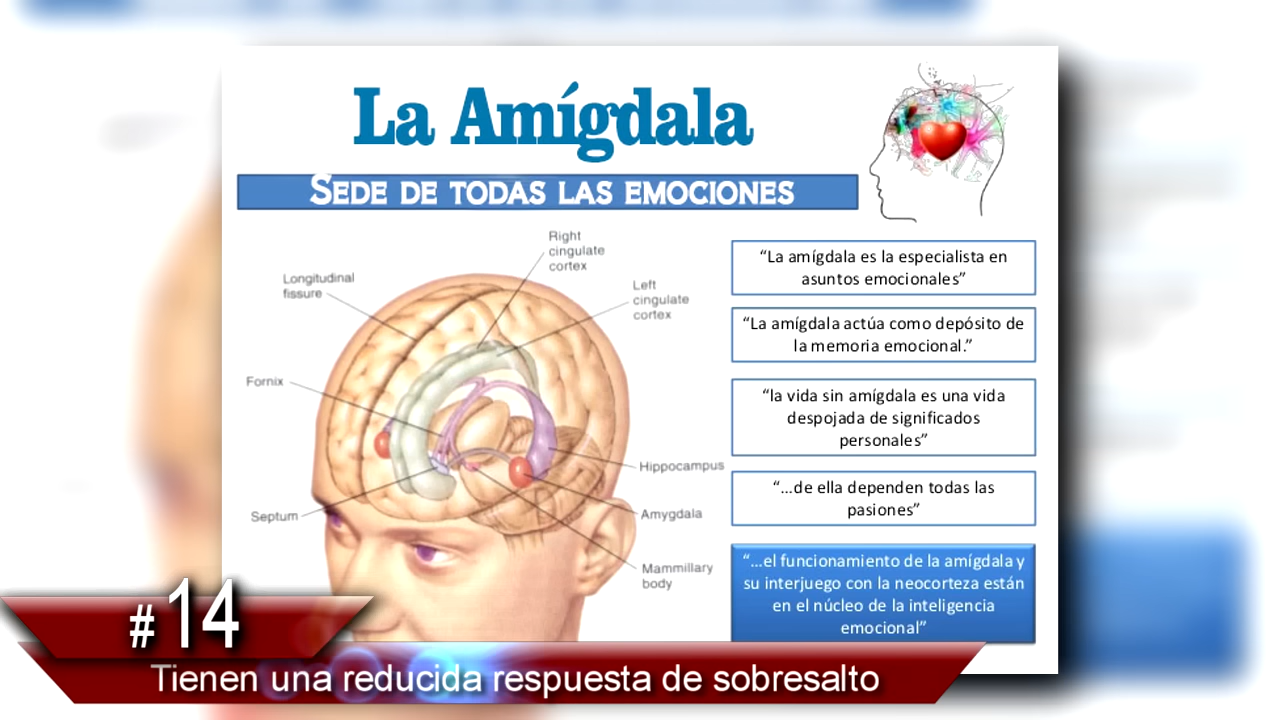 La Amígdala
SEDE DE TODAS LAS EMOCIONES
Right
cingulate
cortex
Longitudinal
fissure
Left
cingulate
cortex
Fornix
Hippocampus
Septum
Amygdala
Mammillary
body
“La amígdala es la especialista en
asuntos emocionales”
“La amígdala actúa como depósito de
la memoria emocional.”
“la vida sin amígdala es una vida
despojada de significados
personales”
“...de ella dependen todas las
pasiones”
“...el funcionamiento de la amígdala y
su interjuego con la neocorteza están
en el núcleo de la inteligencia
emocional”
#14
Tienen una reducida respuesta de sobresalto